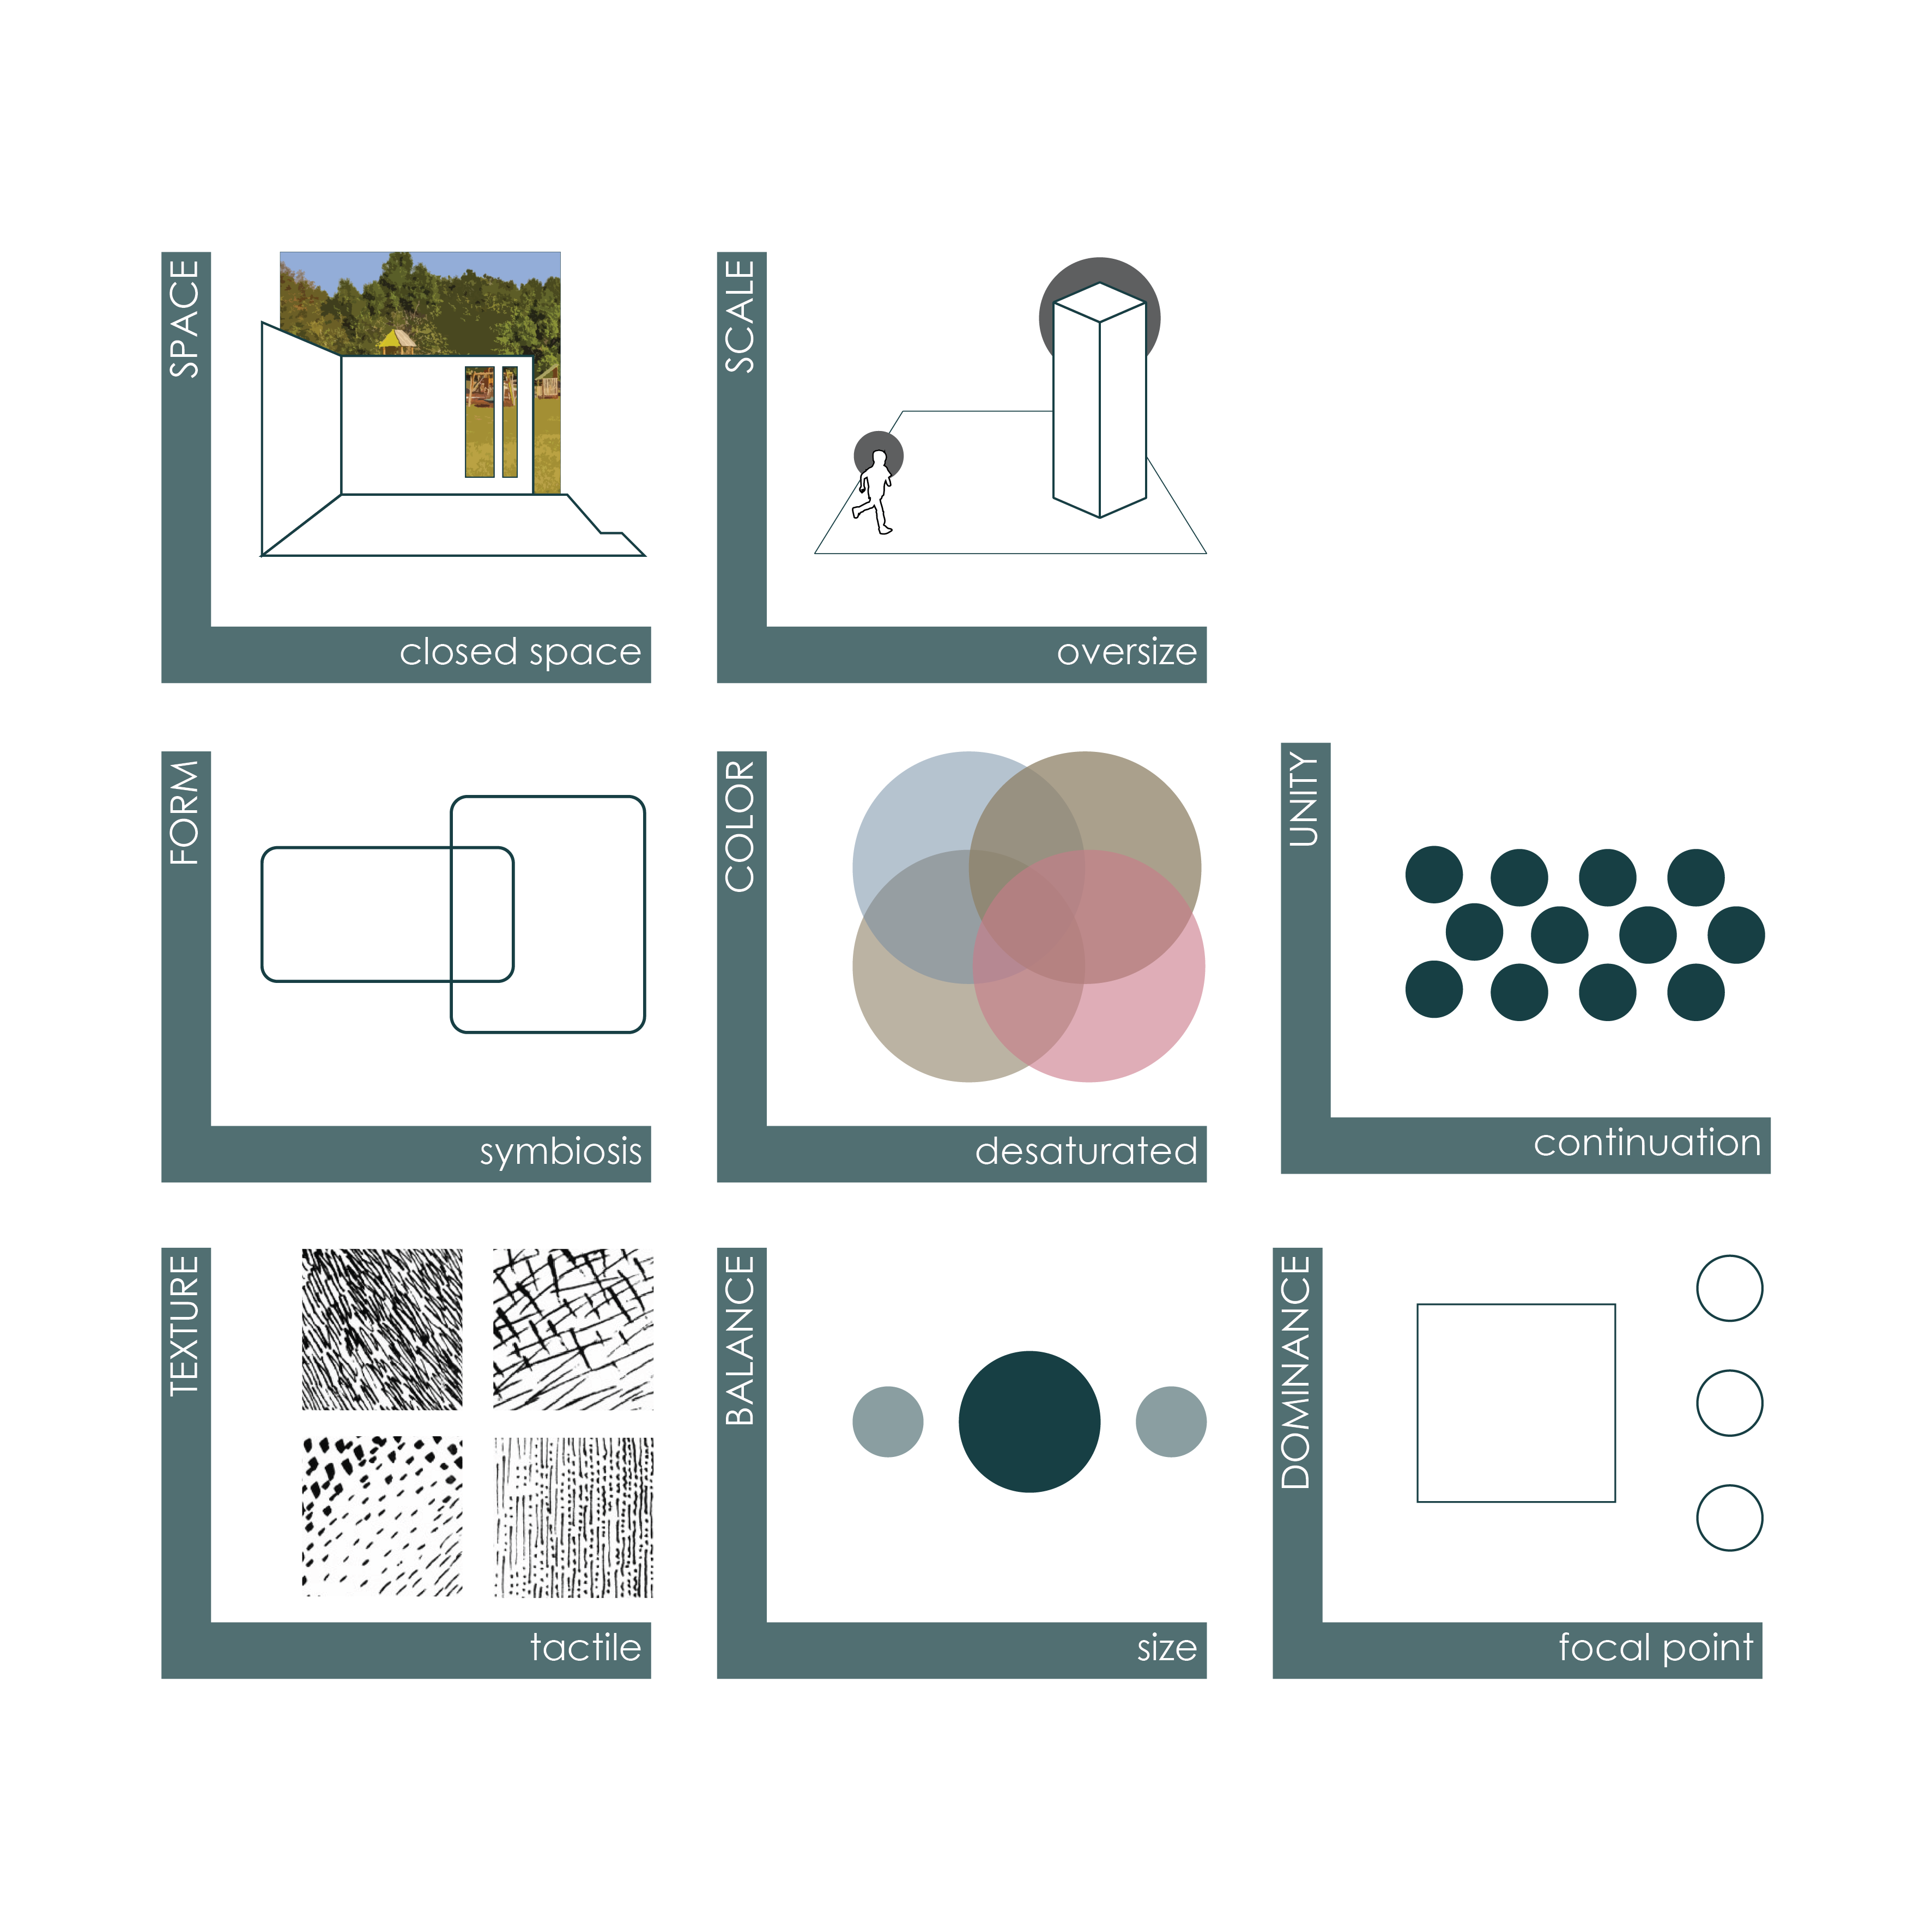 SPACE
closed space
SCALE
oversize
FORM
symbiosis
COLOR
desaturated
UNITY
continuation
TEXTURE
tactile
BALANCE
size
DOMINANCE
focal point